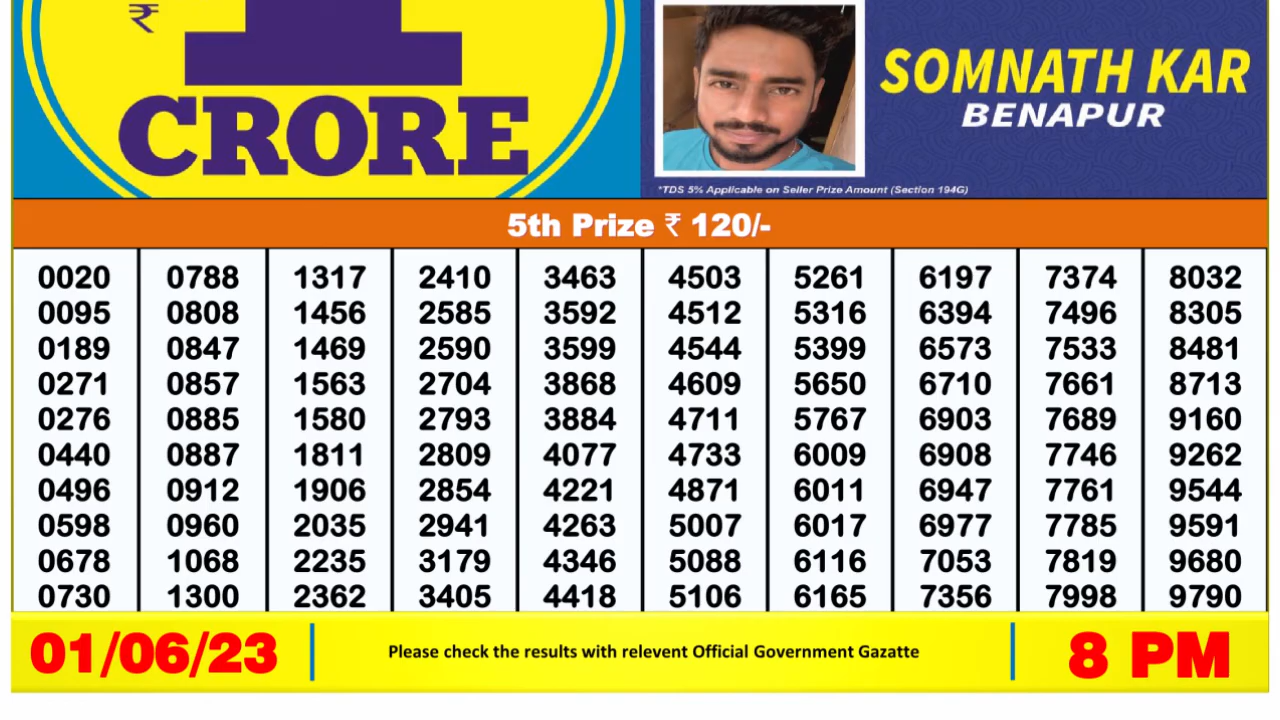 ₹ 1
CRORE
SOMNATH KAR
BENAPUR
*TDS 5% Applicable on Seller Prize Amount (Section 194G)
5th Prize ₹ 120/-
0020 0788 1317 2410 3463 4503 5261 6197 7374 8032
0095 0808 1456 2585 3592 4512 5316 6394 7496 8305
0189 0847 1469 2590 3599 4544 5399 6573 7533 8481
0271 0857 1563 2704 3868 4609 5650 6710 7661 8713
0276 0885 1580 2793 3884 4711 5767 6903 7689 9160
0440 0887 1811 2809 4077 4733 6009 6908 7746 9262
0496 0912 1906 2854 4221 4871 6011 6947 7761 9544
0598 0960 2035 2941 4263 5007 6017 6977 7785 9591
0678 1068 2235 3179 4346 5088 6116 7053 7819 9680
0730 1300 2362 3405 4418 5106 6165 7356 7998 9790
01/06/23 Please check the results with relevent Official Government Gazatte 8 PM